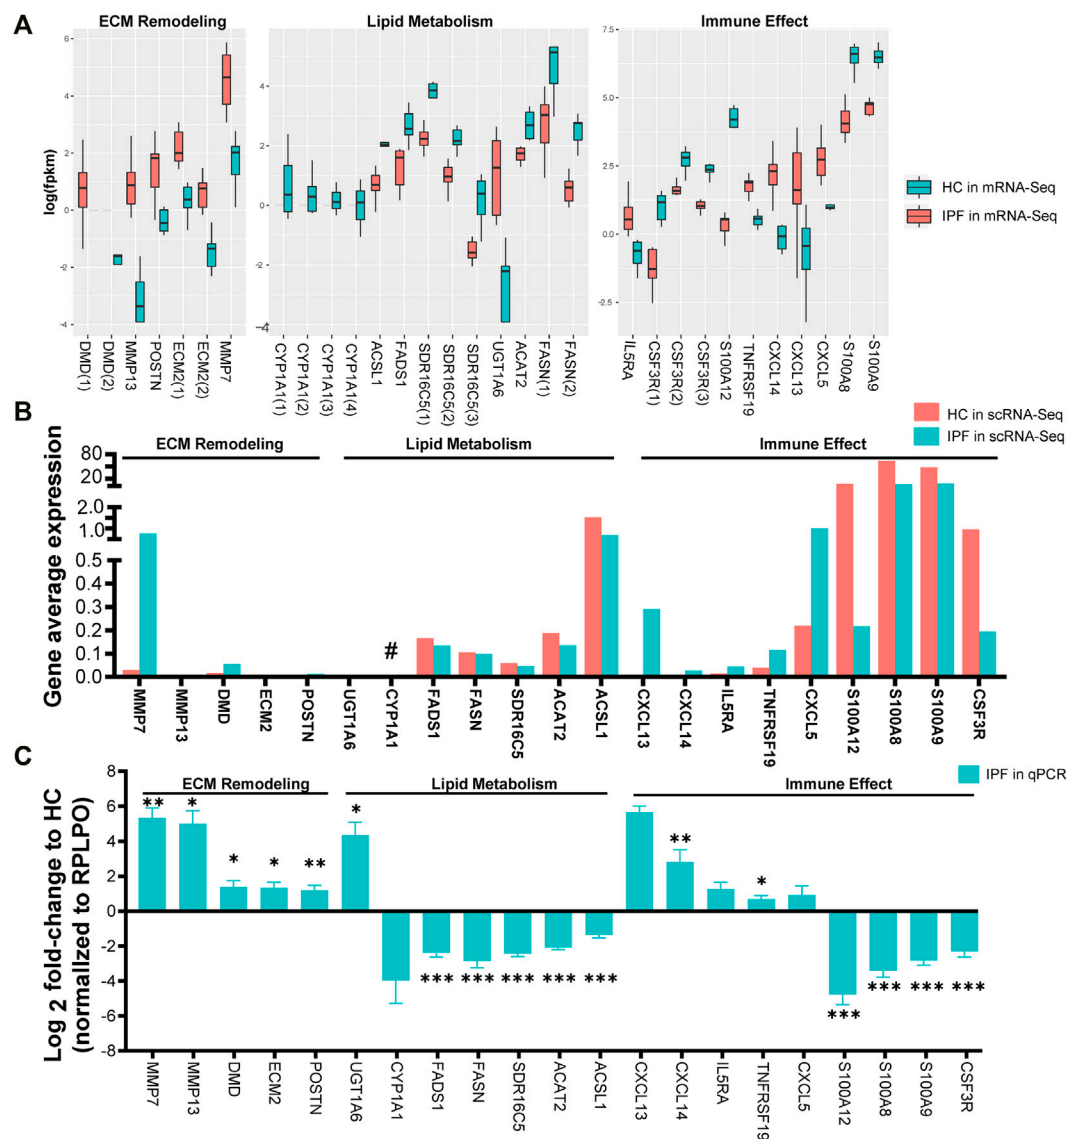 A
ECM Remodeling
Lipid Metabolism
Immune Effect
log(fpkm)
6
4
2
0
-2
-4
4
2
0
-2
-4
7.5
5.0
2.5
0.0
-2.5
HC in mRNA-Seq
IPF in mRNA-Seq
DMD(1)
DMD(2)
MMP13
POSTN
ECM2(1)
ECM2(2)
MMP7
CYP1A1(1)
CYP1A1(2)
CYP1A1(3)
CYP1A1(4)
ACSL1
FADS1
SDR16C5(1)
SDR16C5(2)
SDR16C5(3)
UGT1A6
ACAT2
FASN(1)
FASN(2)
IL5RA
CSF3R(1)
CSF3R(2)
CSF3R(3)
S100A12
TNFRSF19
CXCL14
CXCL13
CXCL5
S100A8
S100A9
B
HC in scRNA-Seq
IPF in scRNA-Seq
ECM Remodeling
Lipid Metabolism
Immune Effect
Gene average expression
80
20
2.0
1.0
0.5
0.4
0.3
0.2
0.1
0.0
#
MMP7
MMP13
DMD
ECM2
POSTN
UGT1A6
CYP1A1
FADS1
FASN
SDR16C5
ACAT2
ACSL1
CXCL13
CXCL14
IL5RA
TNFRSF19
CXCL5
S100A12
S100A8
S100A9
CSF3R
C
IPF in qPCR
ECM Remodeling
Lipid Metabolism
Immune Effect
Log 2 fold-change to HC
(normalized to RPLPO)
8
6
4
2
0
-2
-4
-6
-8
** * * * ** * ** *
*** *** *** *** *** *** *** *** ***
MMP7
MMP13
DMD
ECM2
POSTN
UGT1A6
CYP1A1
FADS1
FASN
SDR16C5
ACAT2
ACSL1
CXCL13
CXCL14
IL5RA
TNFRSF19
CXCL5
S100A12
S100A8
S100A9
CSF3R